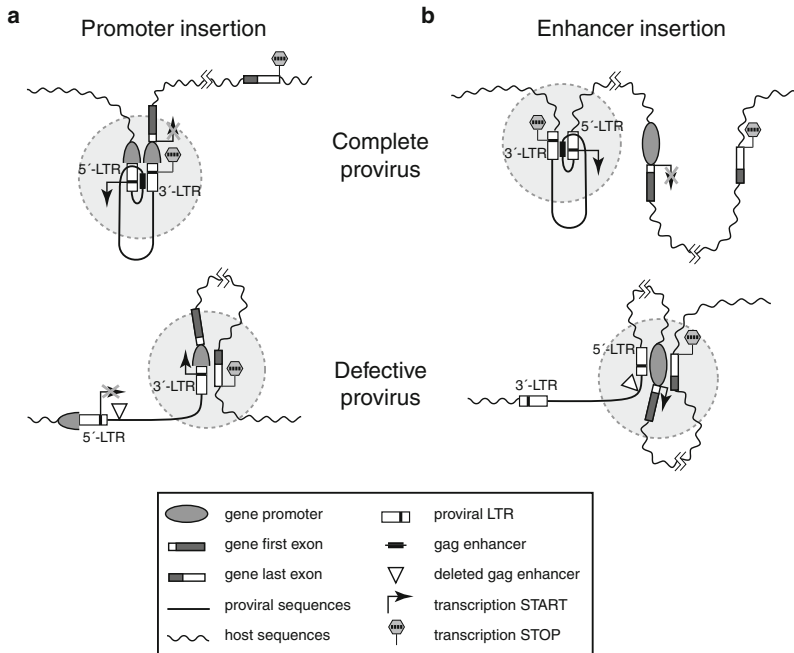 a
Promoter insertion
b
Enhancer insertion
5´-LTR
3´-LTR
Complete
provirus
5´-LTR
3´-LTR
3´-LTR
5´-LTR
Defective
provirus
5´-LTR
3´-LTR
gene promoter
proviral LTR
gene first exon
gag enhancer
gene last exon
deleted gag enhancer
proviral sequences
transcription START
host sequences
transcription STOP